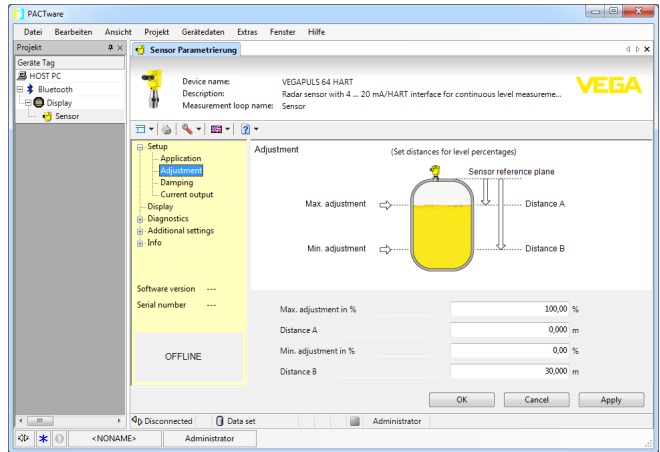 PACTware
Datei Bearbeiten Ansicht Projekt Gerätedaten Extras Fenster Hilfe
Projekt
Sensor Parametrierung
Geräte Tag
HOST PC
Bluetooth
Display
Sensor
Device name: VEGAPULS 64 HART
Description: Radar sensor with 4 ... 20 mA/HART interface for continuous level measureme...
Measurement loop name: Sensor
VEGA
Setup
Application
Adjustment
Damping
Current output
Display
Diagnostics
Additional settings
Info
Software version ---
Serial number ---
OFFLINE
Adjustment (Set distances for level percentages)
Sensor reference plane
Max. adjustment Distance A
Min. adjustment Distance B
Max. adjustment in % 100,00 %
Distance A 0,000 m
Min. adjustment in % 0,00 %
Distance B 30,000 m
OK Cancel Apply
Disconnected Data set Administrator
<NONAME> Administrator